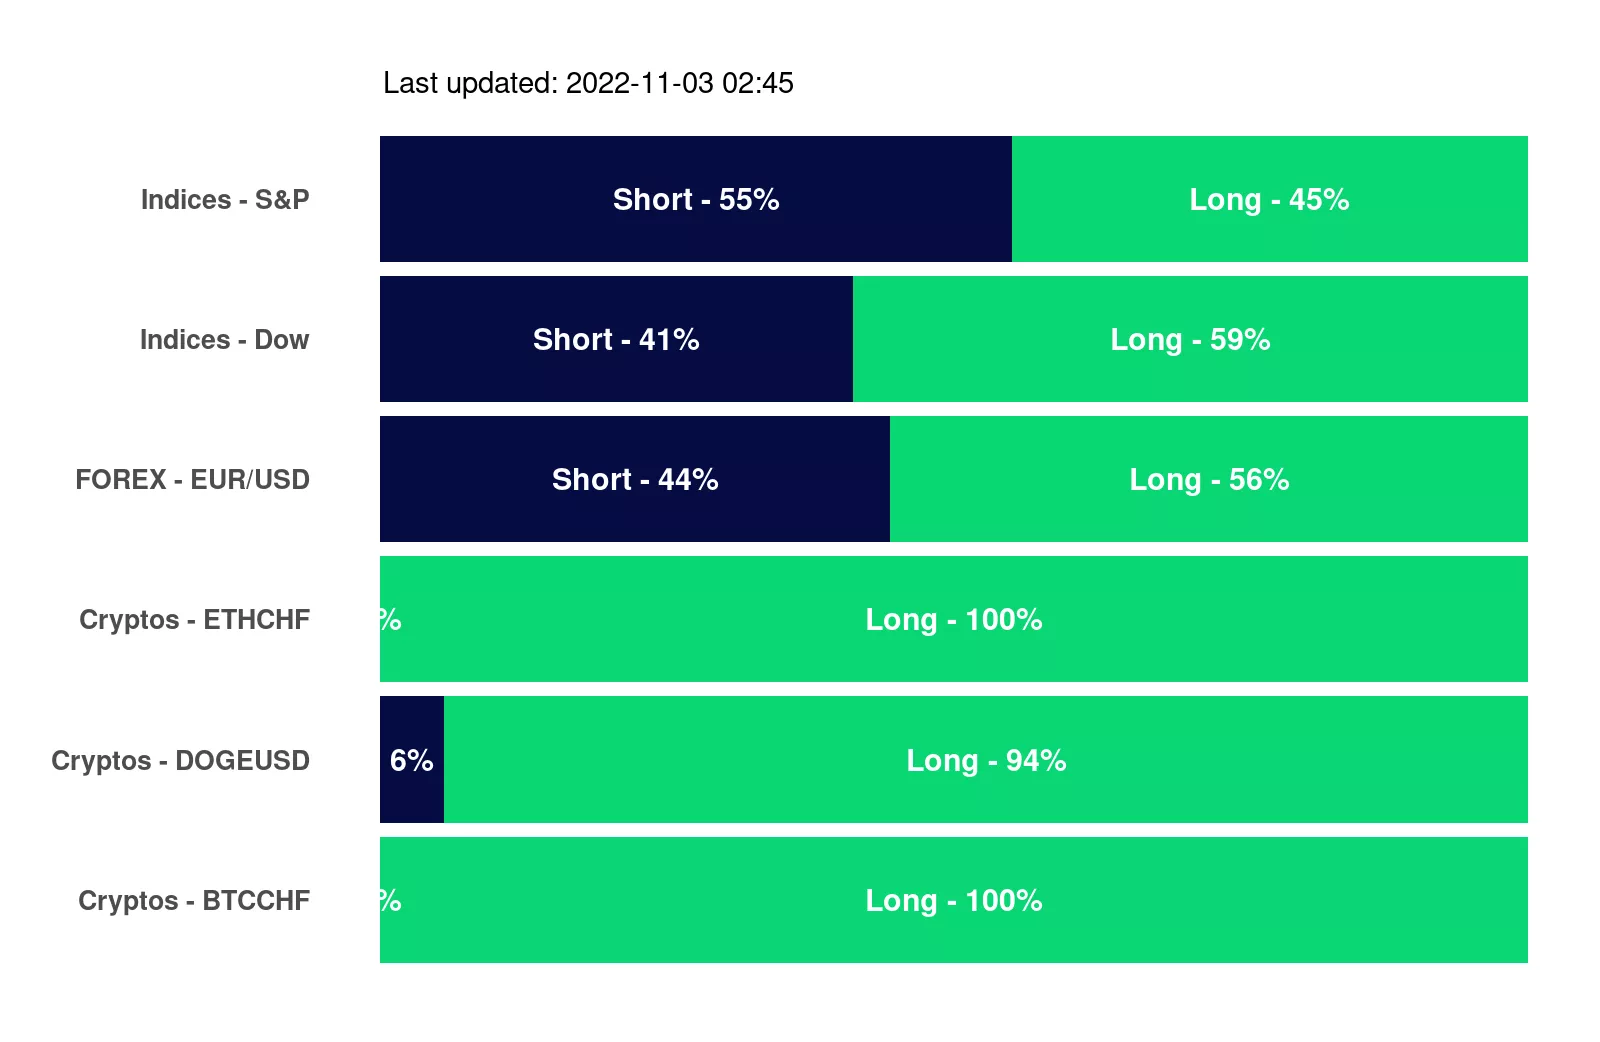 Last updated: 2022-11-03 02:45
Indices - S&P Short - 55% Long - 45%
Indices - Dow Short - 41% Long - 59%
FOREX - EUR/USD Short - 44% Long - 56%
Cryptos - ETHCHF % Long - 100%
Cryptos - DOGEUSD 6% Long - 94%
Cryptos - BTCCHF % Long - 100%